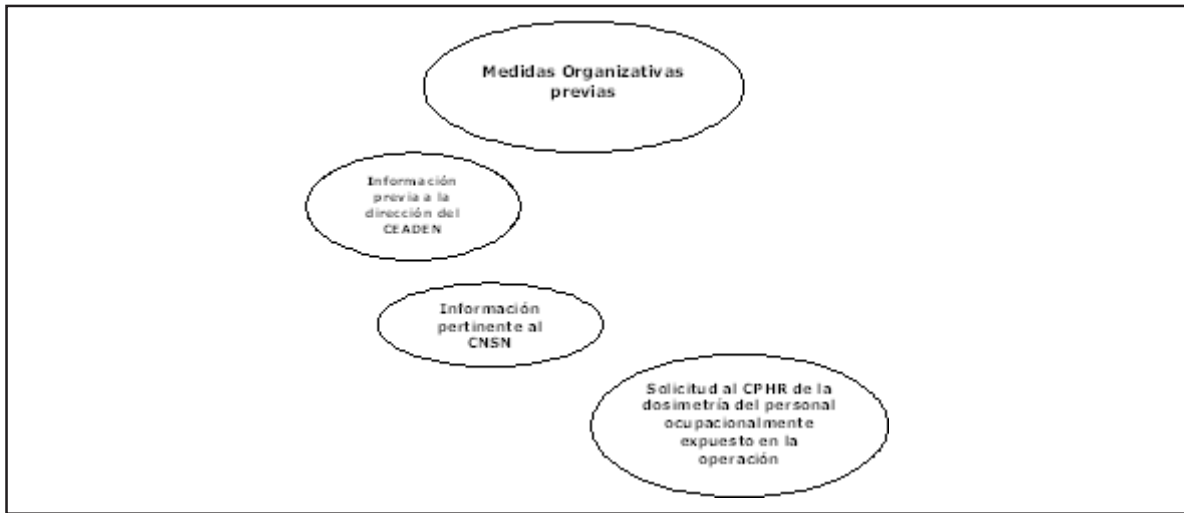 Medidas Organizativas
previas
Información
previa a la
dirección del
CEADEN
Información
pertinente al
CNSN
Solicitud al CPHR de la
dosimetría del personal
ocupacionalmente
expuesto en la
operación